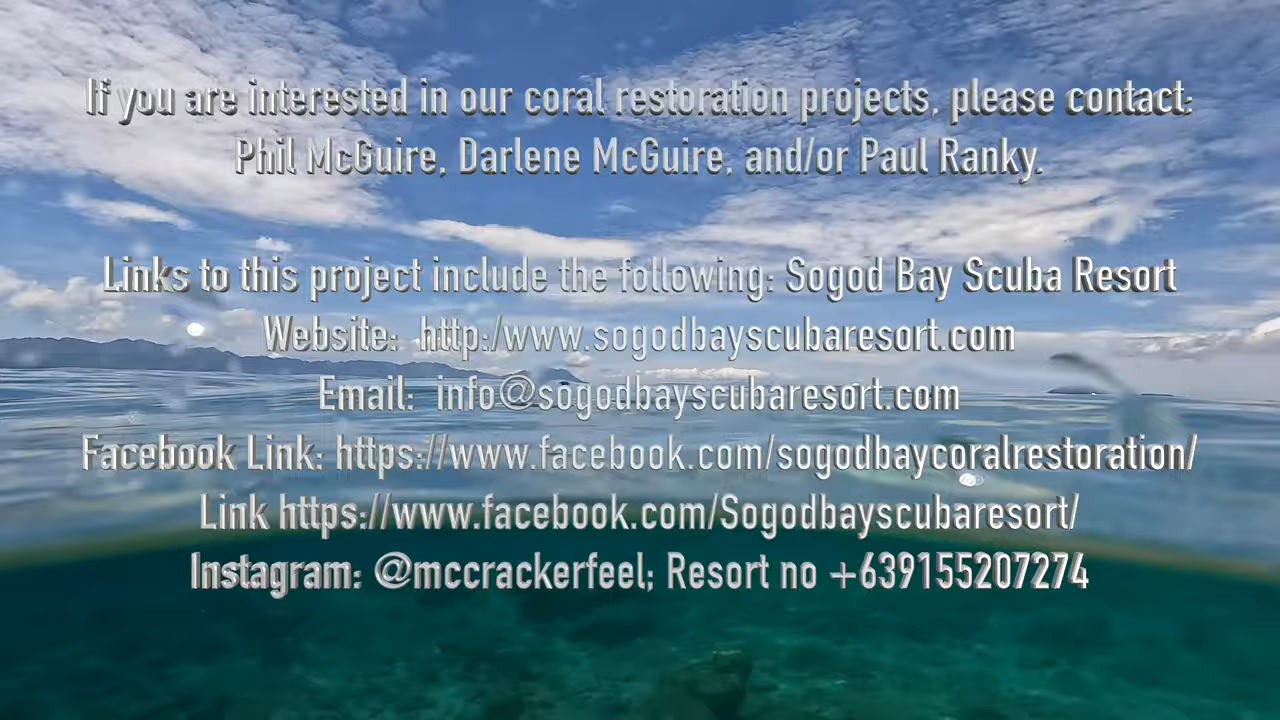 If you are interested in our coral restoration projects, please contact:
Phil McGuire, Darlene McGuire, and/or Paul Ranky.
Links to this project include the following: Sogod Bay Scuba Resort
Website: http:/www.sogodbayscubaresort.com
Email: info@sogodbayscubaresort.com
Facebook Link: https://www.facebook.com/sogodbaycoralrestoration/
Link https://www.facebook.com/Sogodbayscubaresort/
Instagram: @mccrackerfeel; Resort no +639155207274